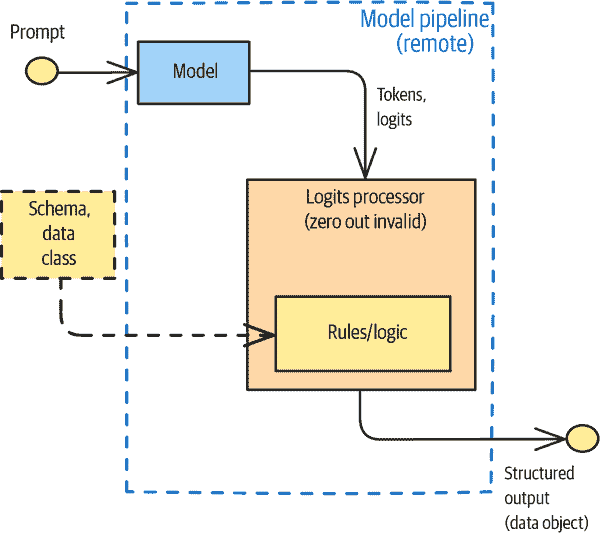 Prompt
Model pipeline
(remote)
Model
Tokens,
logits
Schema,
data
class
Logits processor
(zero out invalid)
Rules/logic
Structured
output
(data object)